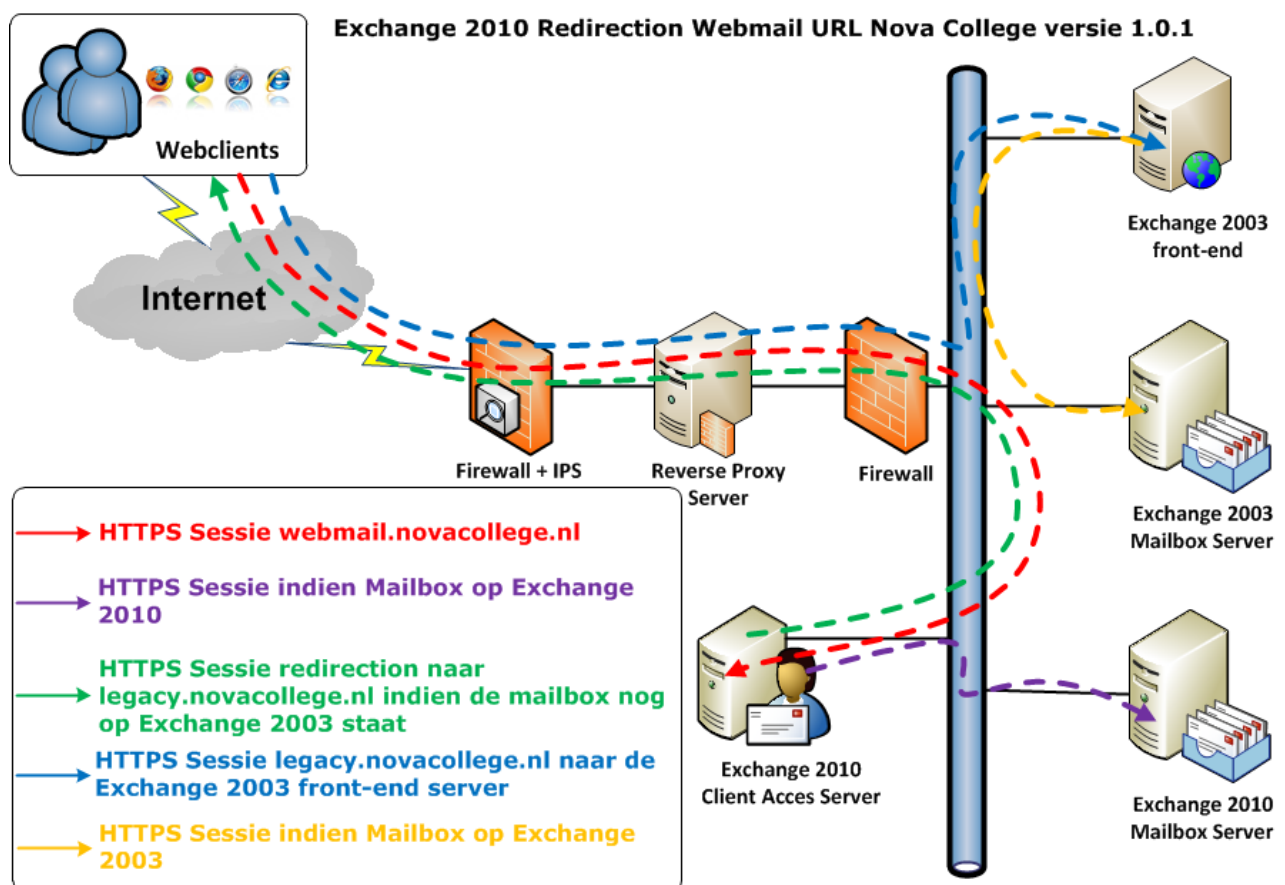 Exchange 2010 Redirection Webmail URL Nova College versie 1.0.1
Webclients
Internet
Exchange 2003
front-end
Firewall + IPS
Reverse Proxy
Server
Firewall
Exchange 2003
Mailbox Server
HTTPS Sessie webmail.novacollege.nl
HTTPS Sessie indien Mailbox op Exchange
2010
HTTPS Sessie redirection naar
legacy.novacollege.nl indien de mailbox nog
op Exchange 2003 staat
HTTPS Sessie legacy.novacollege.nl naar de
Exchange 2003 front-end server
HTTPS Sessie indien Mailbox op Exchange
2003
Exchange 2010
Client Acces Server
Exchange 2010
Mailbox Server